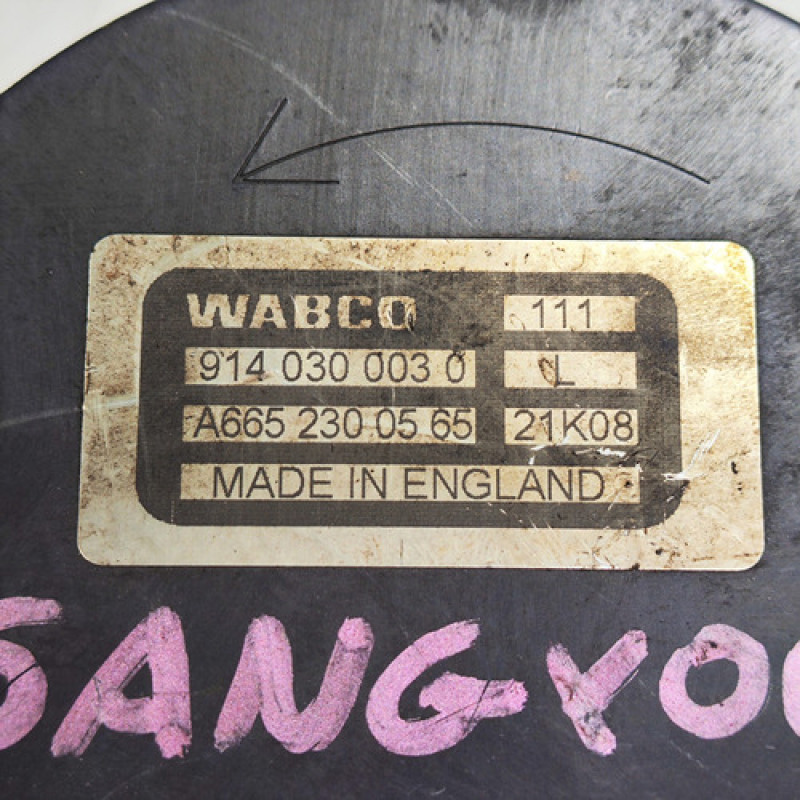 WABCO 111
914 030 003 0 L
A665 230 05 65 21K08
MADE IN ENGLAND
SANGYO